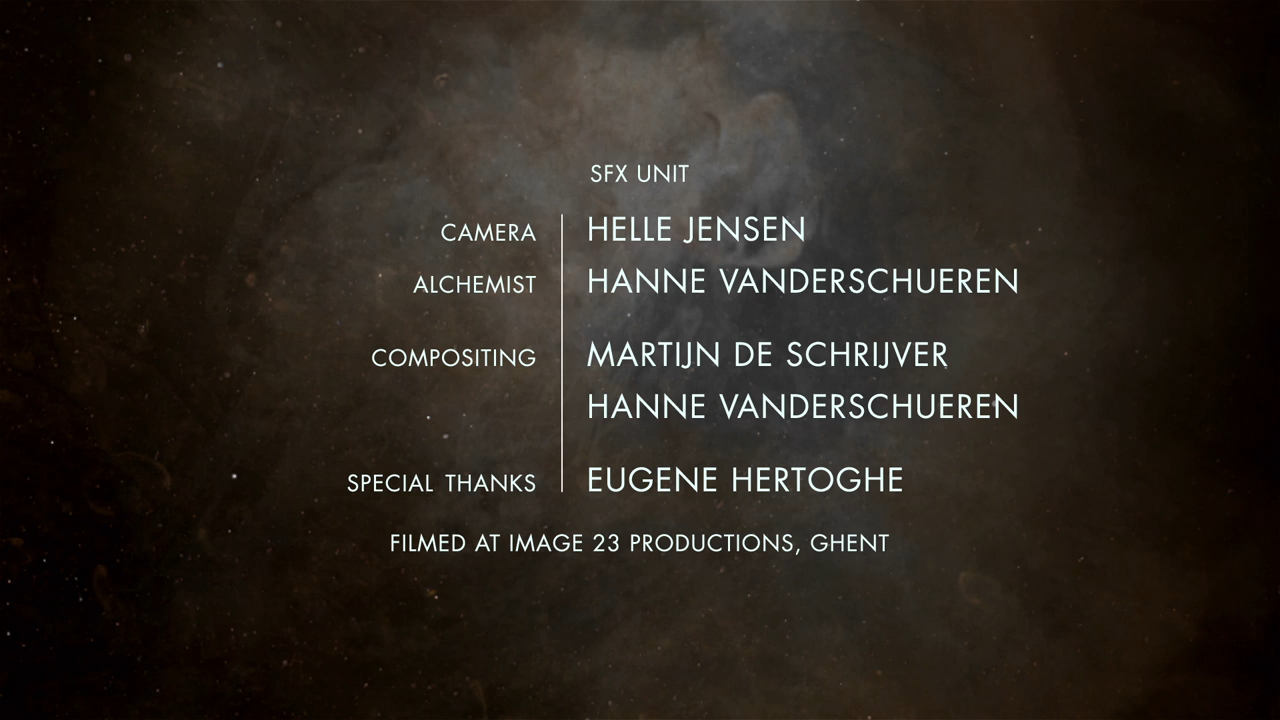 SFX UNIT
CAMERA HELLE JENSEN
ALCHEMIST HANNE VANDERSCHUEREN
COMPOSITING MARTIJN DE SCHRIJVER
HANNE VANDERSCHUEREN
SPECIAL THANKS EUGENE HERTOGHE
FILMED AT IMAGE 23 PRODUCTIONS, GHENT